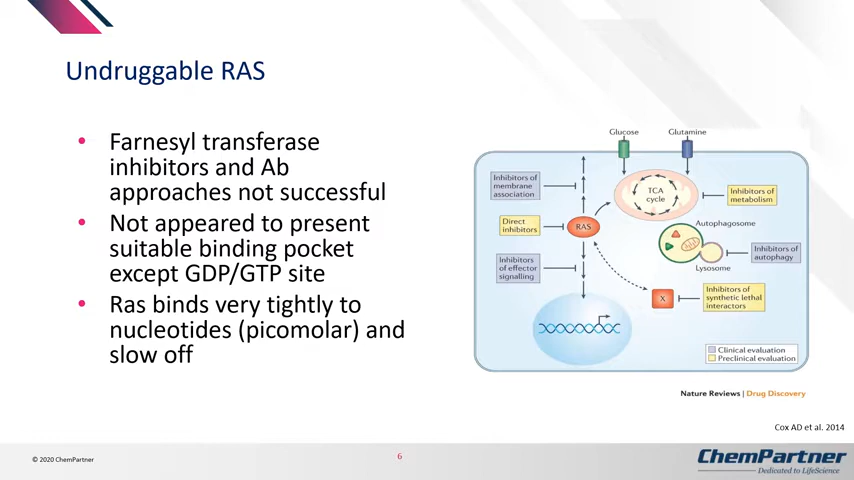 Undruggable RAS
• Farnesyl transferase
inhibitors and Ab
approaches not successful
• Not appeared to present
suitable binding pocket
except GDP/GTP site
• Ras binds very tightly to
nucleotides (picomolar) and
slow off
Glucose
Glutamine
Inhibitors of
membrane
association
TCA
cycle
Inhibitors of
metabolism
Direct
inhibitors
RAS
Autophagosome
Inhibitors of
autophagy
Lysosome
Inhibitors
of effector
signalling
X
Inhibitors of
synthetic lethal
interactors
Clinical evaluation
Preclinical evaluation
Nature Reviews | Drug Discovery
Cox AD et al. 2014
© 2020 ChemPartner
6
ChemPartner
Dedicated to LifeScience